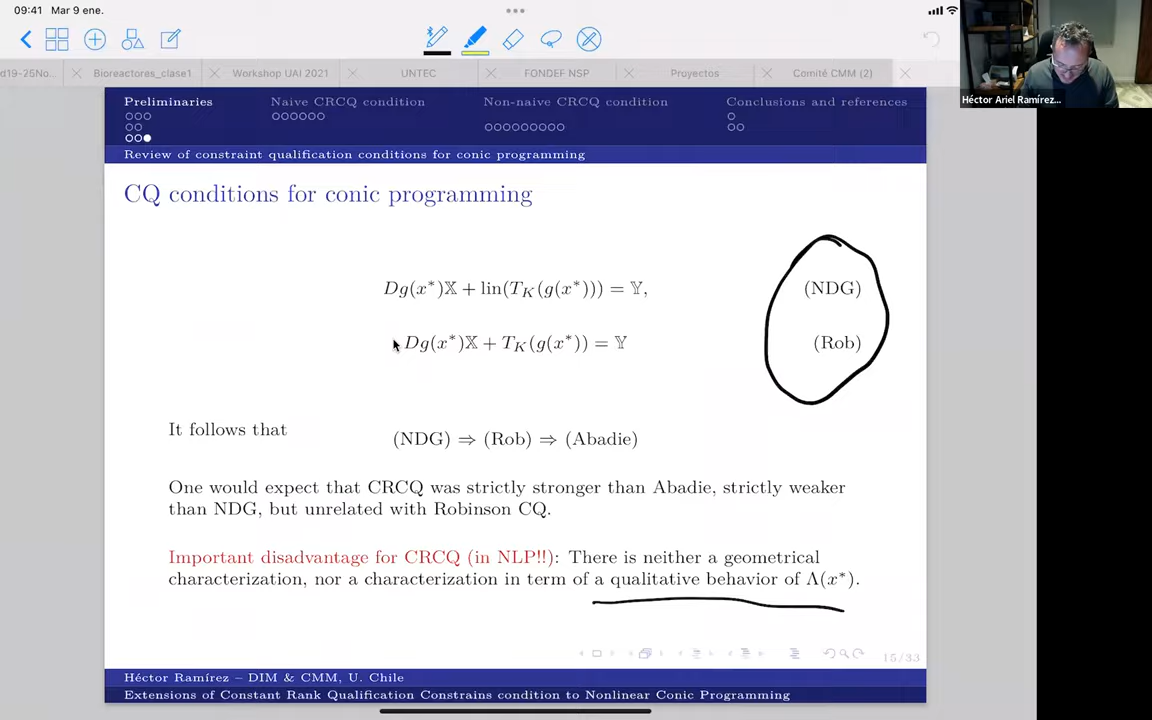 09:41 Mar 9 ene.
Bioreactores_clase1
Workshop UAI 2021
UNTEC
FONDEF NSP
Proyectos
Comité CMM (2)
Héctor Ariel Ramírez...
Preliminaries
Naive CRCQ condition
Non-naive CRCQ condition
Conclusions and references
Review of constraint qualification conditions for conic programming
CQ conditions for conic programming
Dg(x*)𝕏 + lin(T_K(g(x*))) = 𝕐, (NDG)
Dg(x*)𝕏 + T_K(g(x*)) = 𝕐 (Rob)
It follows that
(NDG) ⇒ (Rob) ⇒ (Abadie)
One would expect that CRCQ was strictly stronger than Abadie, strictly weaker
than NDG, but unrelated with Robinson CQ.
Important disadvantage for CRCQ (in NLP!!): There is neither a geometrical
characterization, nor a characterization in term of a qualitative behavior of Λ(x*).
15/33
Héctor Ramírez – DIM & CMM, U. Chile
Extensions of Constant Rank Qualification Constrains condition to Nonlinear Conic Programming